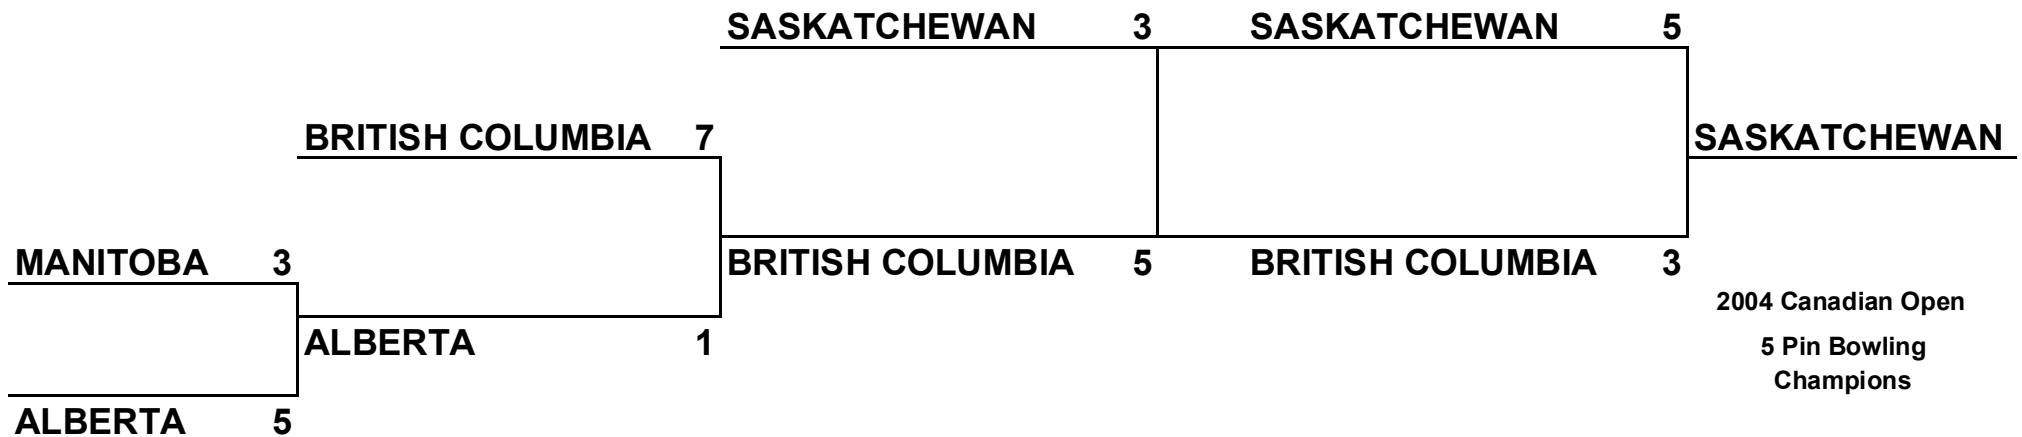 SASKATCHEWAN 3 SASKATCHEWAN 5
BRITISH COLUMBIA 7 SASKATCHEWAN
MANITOBA 3 BRITISH COLUMBIA 5 BRITISH COLUMBIA 3
2004 Canadian Open
ALBERTA 1 5 Pin Bowling
Champions
ALBERTA 5